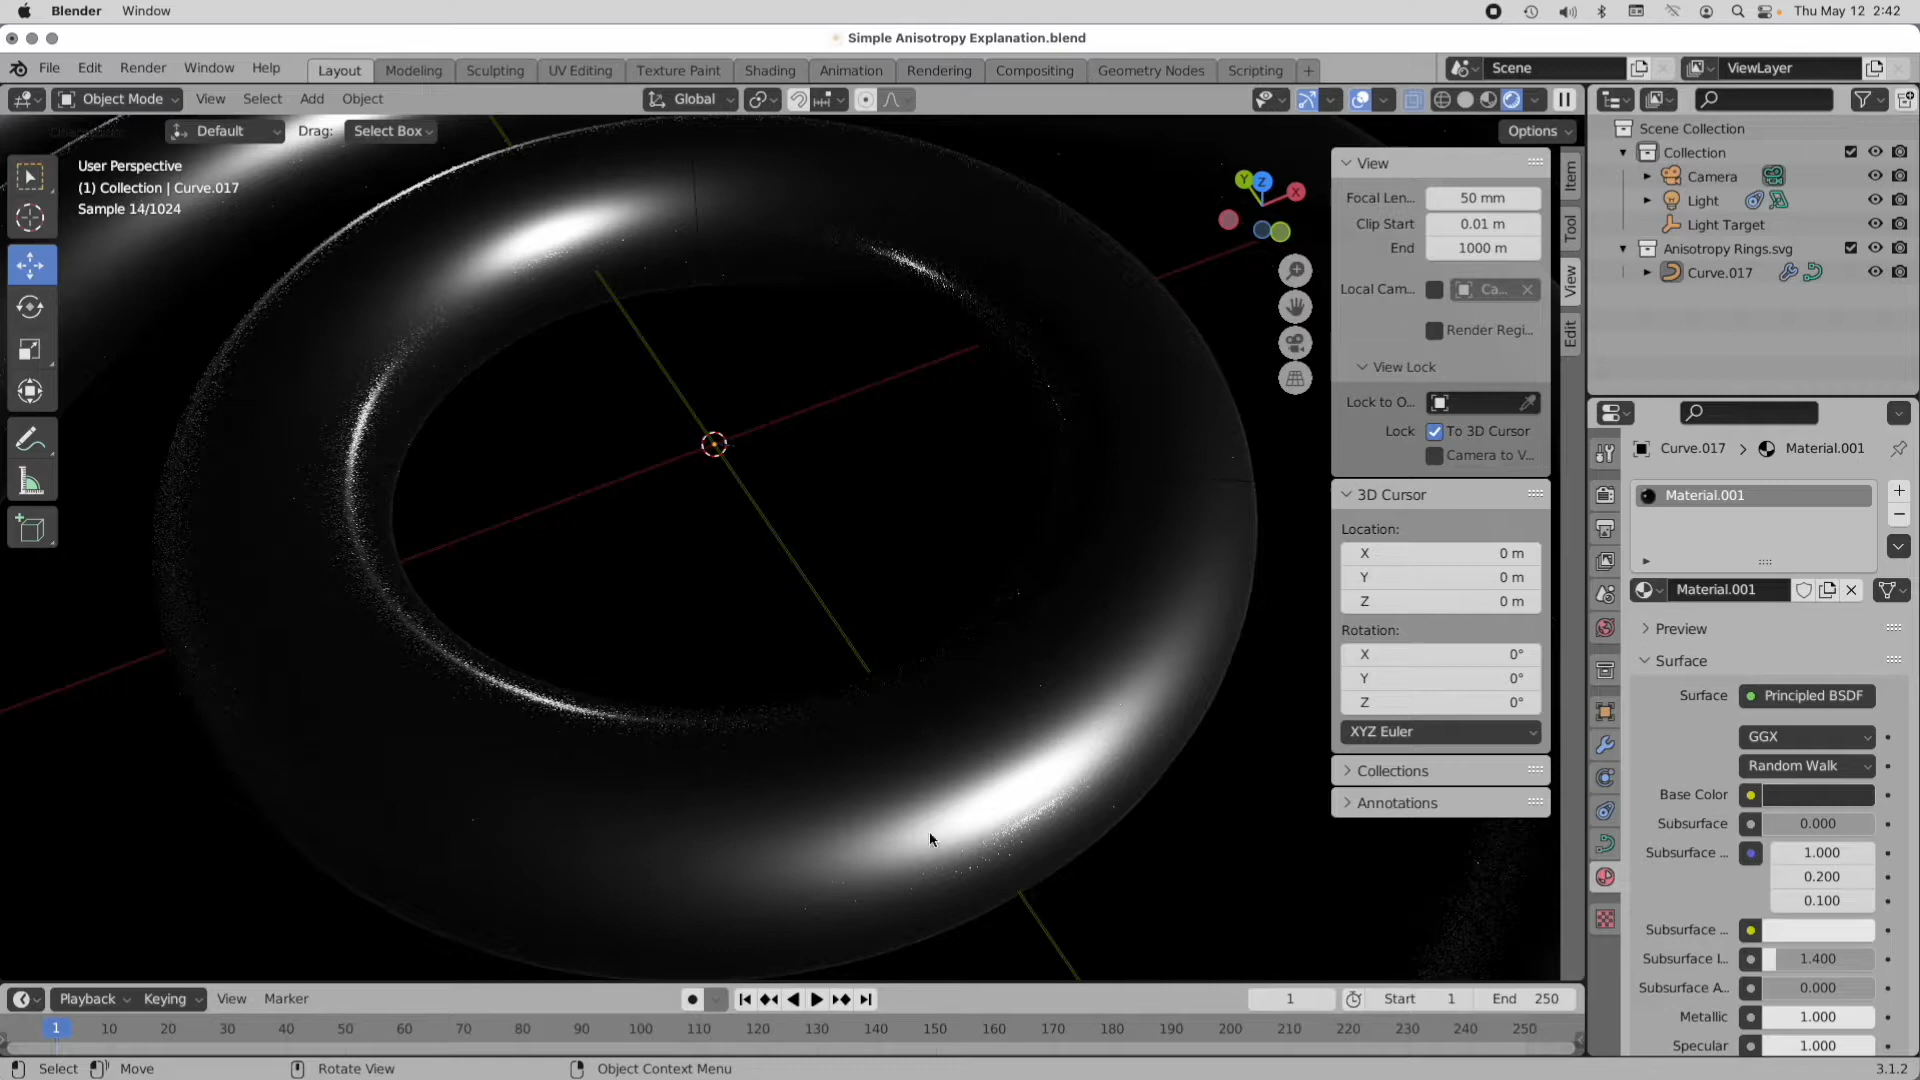 Blender Window Thu May 12 2:42
Simple Anisotropy Explanation.blend
File Edit Render Window Help Layout Modeling Sculpting UV Editing Texture Paint Shading Animation Rendering Compositing Geometry Nodes Scripting + Scene ViewLayer
Object Mode View Select Add Object Global
Default Drag: Select Box Options
User Perspective
(1) Collection | Curve.017
Sample 14/1024
Y Z X
View
Focal Len... 50 mm
Clip Start 0.01 m
End 1000 m
Local Cam... Ca...
Render Regi...
View Lock
Lock to O...
Lock To 3D Cursor
Camera to V...
3D Cursor
Location:
X 0 m
Y 0 m
Z 0 m
Rotation:
X 0°
Y 0°
Z 0°
XYZ Euler
Collections
Annotations
Item
Tool
View
Edit
Scene Collection
Collection
Camera
Light
Light Target
Anisotropy Rings.svg
Curve.017
Curve.017 Material.001
Material.001
Material.001
Preview
Surface
Surface Principled BSDF
GGX
Random Walk
Base Color
Subsurface 0.000
Subsurface ... 1.000
0.200
0.100
Subsurface ...
Subsurface I... 1.400
Subsurface A... 0.000
Metallic 1.000
Specular 1.000
Playback Keying View Marker 1 Start 1 End 250
1 10 20 30 40 50 60 70 80 90 100 110 120 130 140 150 160 170 180 190 200 210 220 230 240 250
Select Move Rotate View Object Context Menu 3.1.2